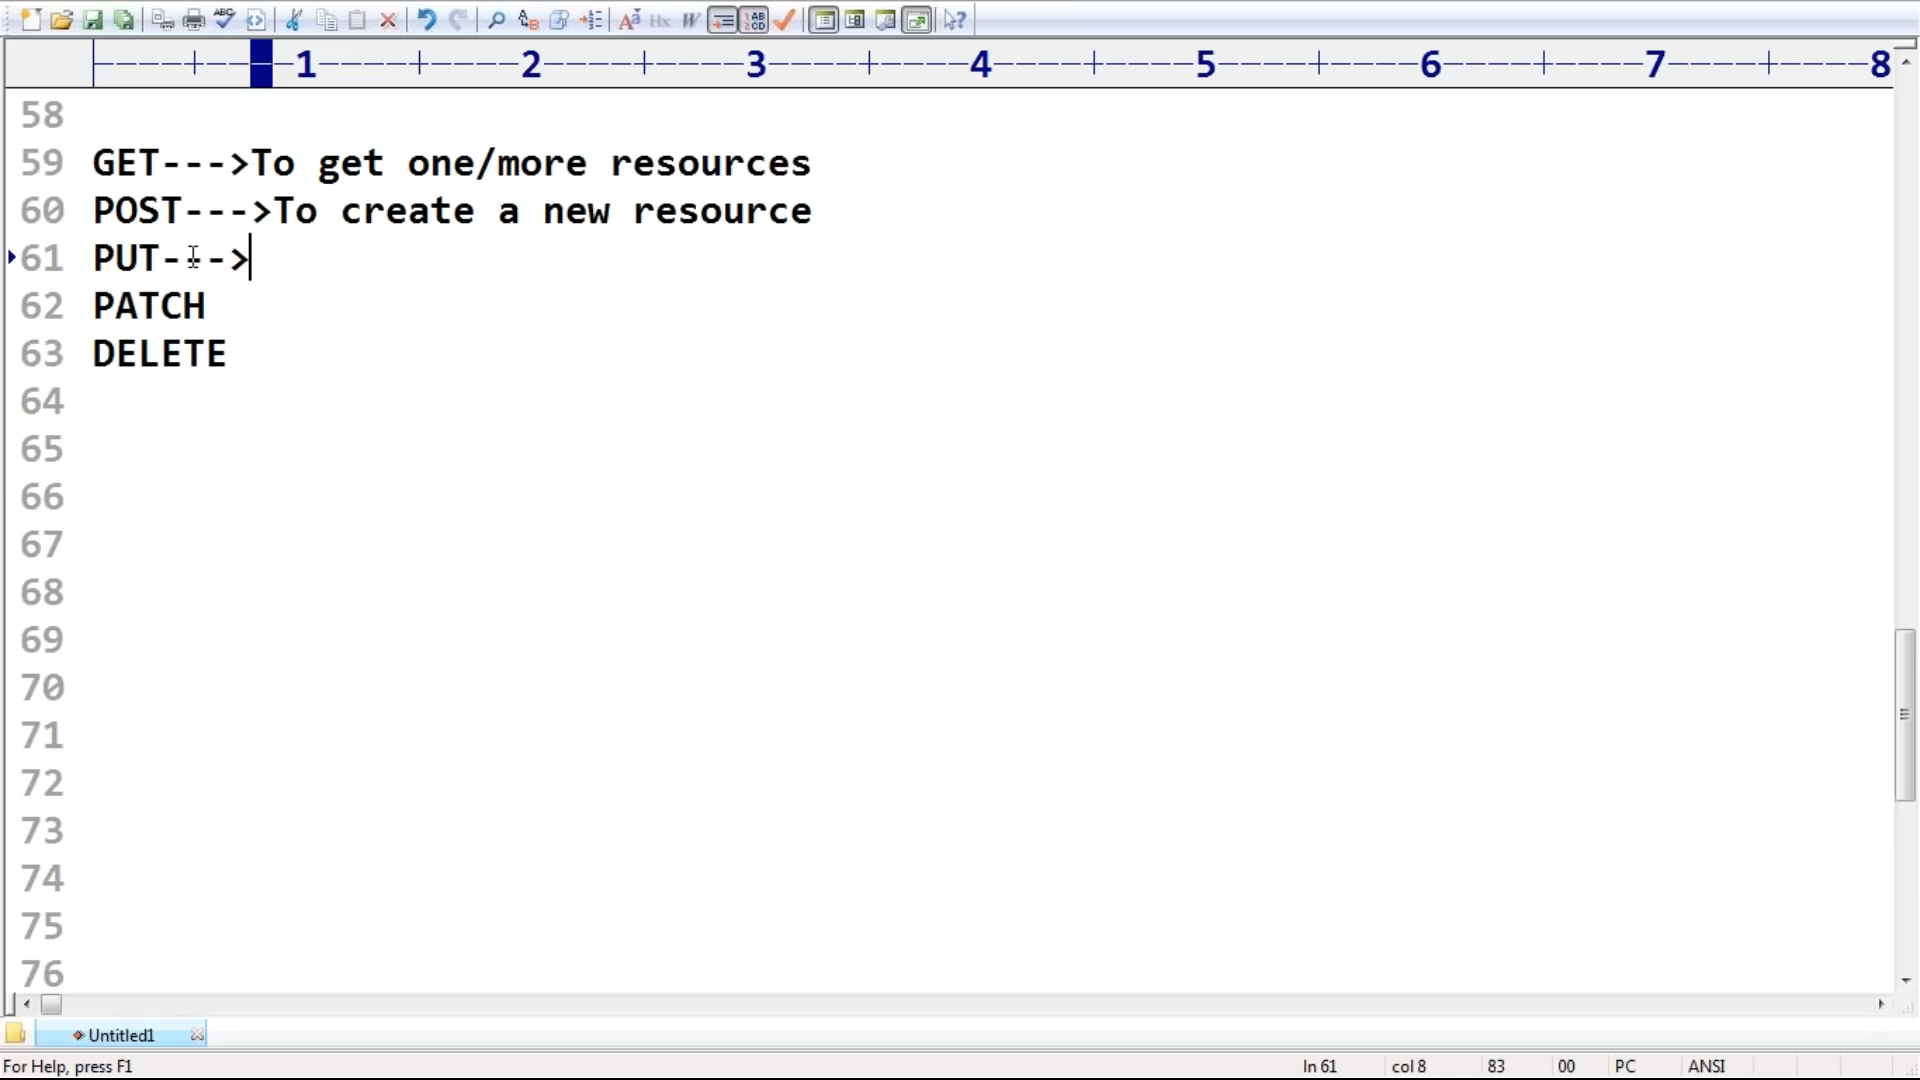 1 2 3 4 5 6 7 8
58
59 GET--->To get one/more resources
60 POST--->To create a new resource
61 PUT--->
62 PATCH
63 DELETE
64
65
66
67
68
69
70
71
72
73
74
75
76
Untitled1
For Help, press F1 ln 61 col 8 83 00 PC ANSI